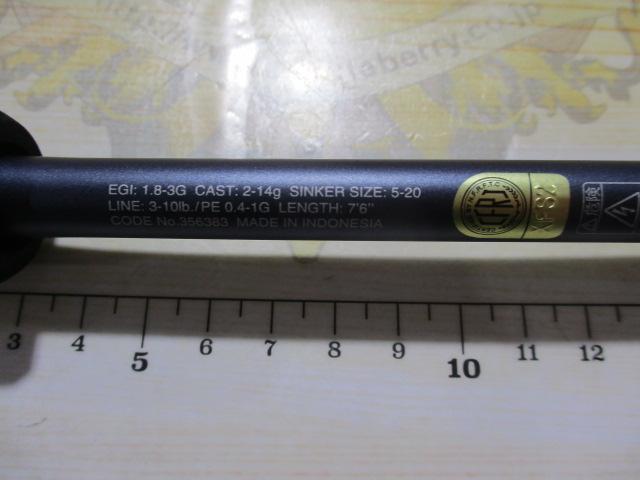 EGI: 1.8-3G CAST: 2-14g SINKER SIZE: 5-20
LINE: 3-10lb./PE 0.4-1G LENGTH: 7'6"
CODE No.356383 MADE IN INDONESIA
XFS2
危険
3 4 5 6 7 8 9 10 11 12